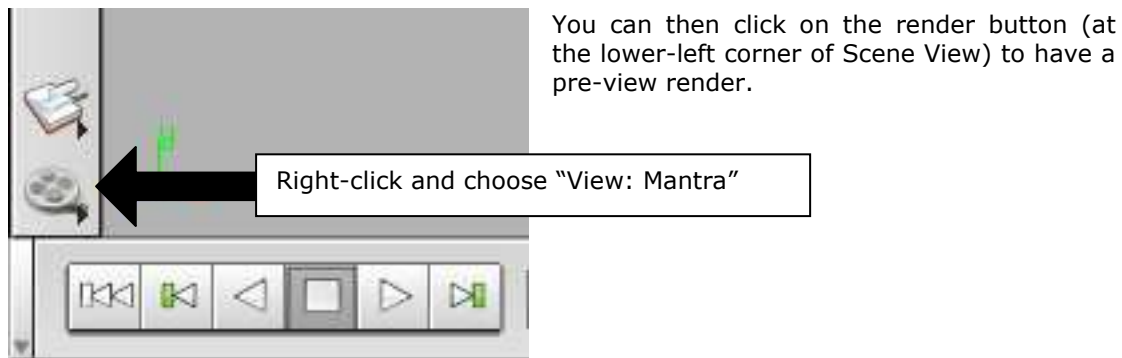 You can then click on the render button (at
the lower-left corner of Scene View) to have a
pre-view render.
Right-click and choose “View: Mantra”